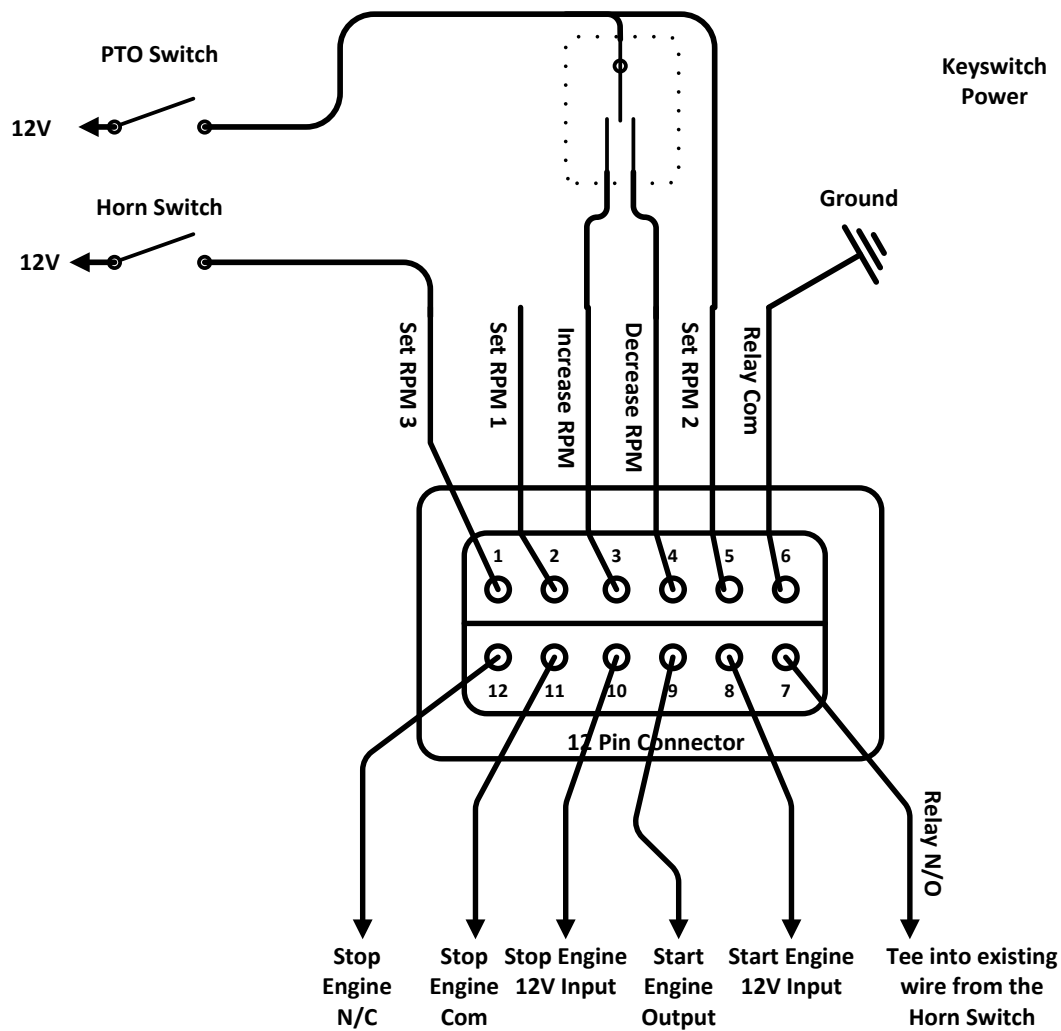 PTO Switch
Keyswitch
Power
12V
Horn Switch
Ground
12V
Set RPM 3
Set RPM 1
Increase RPM
Decrease RPM
Set RPM 2
Relay Com
1 2 3 4 5 6
12 11 10 9 8 7
12 Pin Connector
Relay N/O
Stop
Engine
N/C
Stop
Engine
Com
Stop Engine
12V Input
Start
Engine
Output
Start Engine
12V Input
Tee into existing
wire from the
Horn Switch